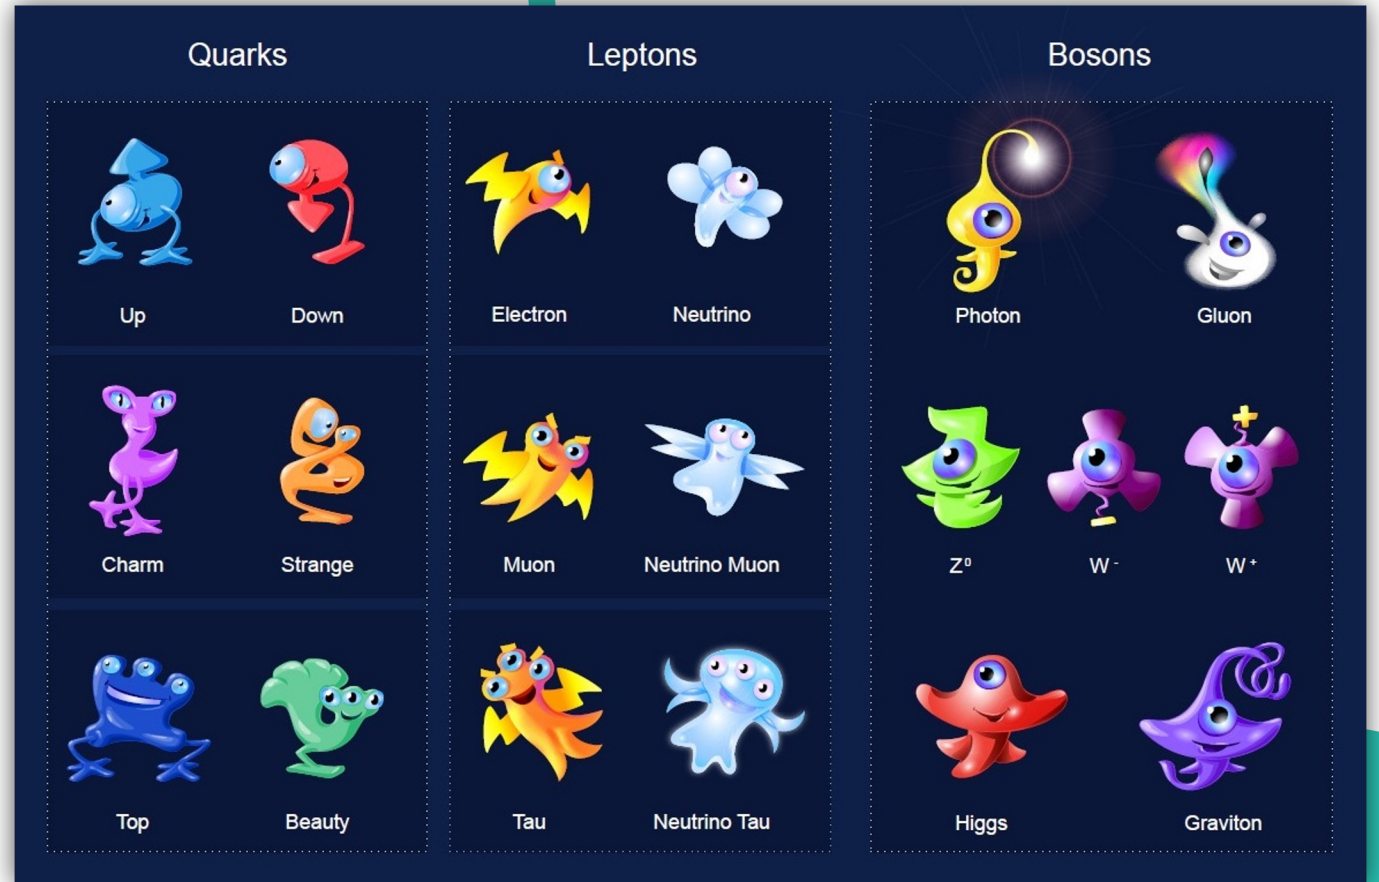 Quarks Leptons Bosons
Up Down Electron Neutrino Photon Gluon
Charm Strange Muon Neutrino Muon Z⁰ W⁻ W⁺
Top Beauty Tau Neutrino Tau Higgs Graviton